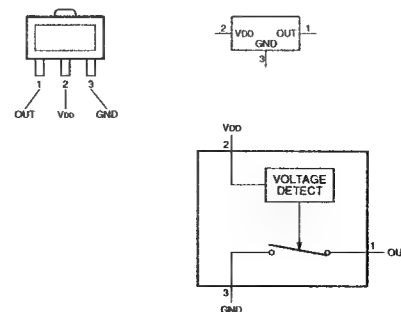 1 2 3
OUT VDD GND
2 VDD OUT 1
GND
3
VDD
2
VOLTAGE
DETECT
1
OU
3
GND